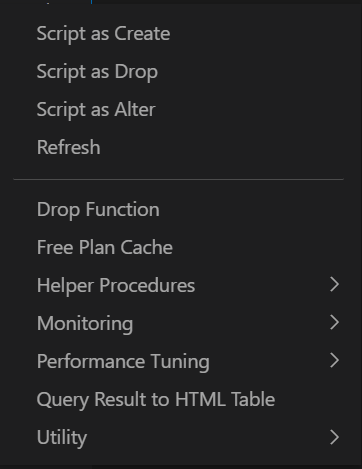 Script as Create
Script as Drop
Script as Alter
Refresh
Drop Function
Free Plan Cache
Helper Procedures
Monitoring
Performance Tuning
Query Result to HTML Table
Utility